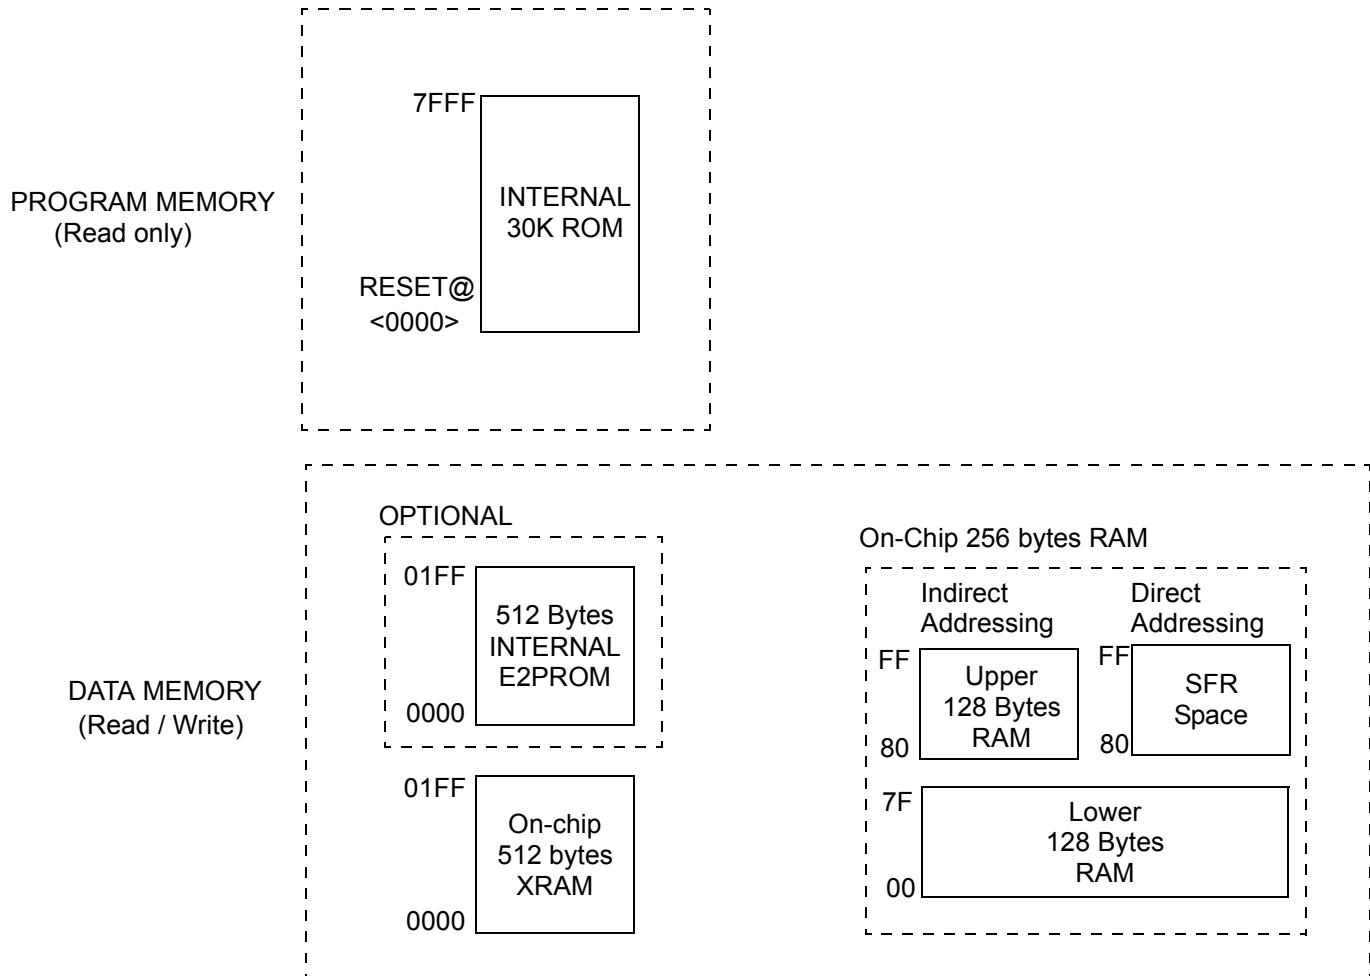 7FFF
INTERNAL
30K ROM
PROGRAM MEMORY
(Read only)
RESET@
<0000>
OPTIONAL
01FF
512 Bytes
INTERNAL
E2PROM
0000
DATA MEMORY
(Read / Write)
01FF
On-chip
512 bytes
XRAM
0000
On-Chip 256 bytes RAM
Indirect
Addressing
Direct
Addressing
FF
Upper
128 Bytes
RAM
80
FF
SFR
Space
80
7F
Lower
128 Bytes
RAM
00